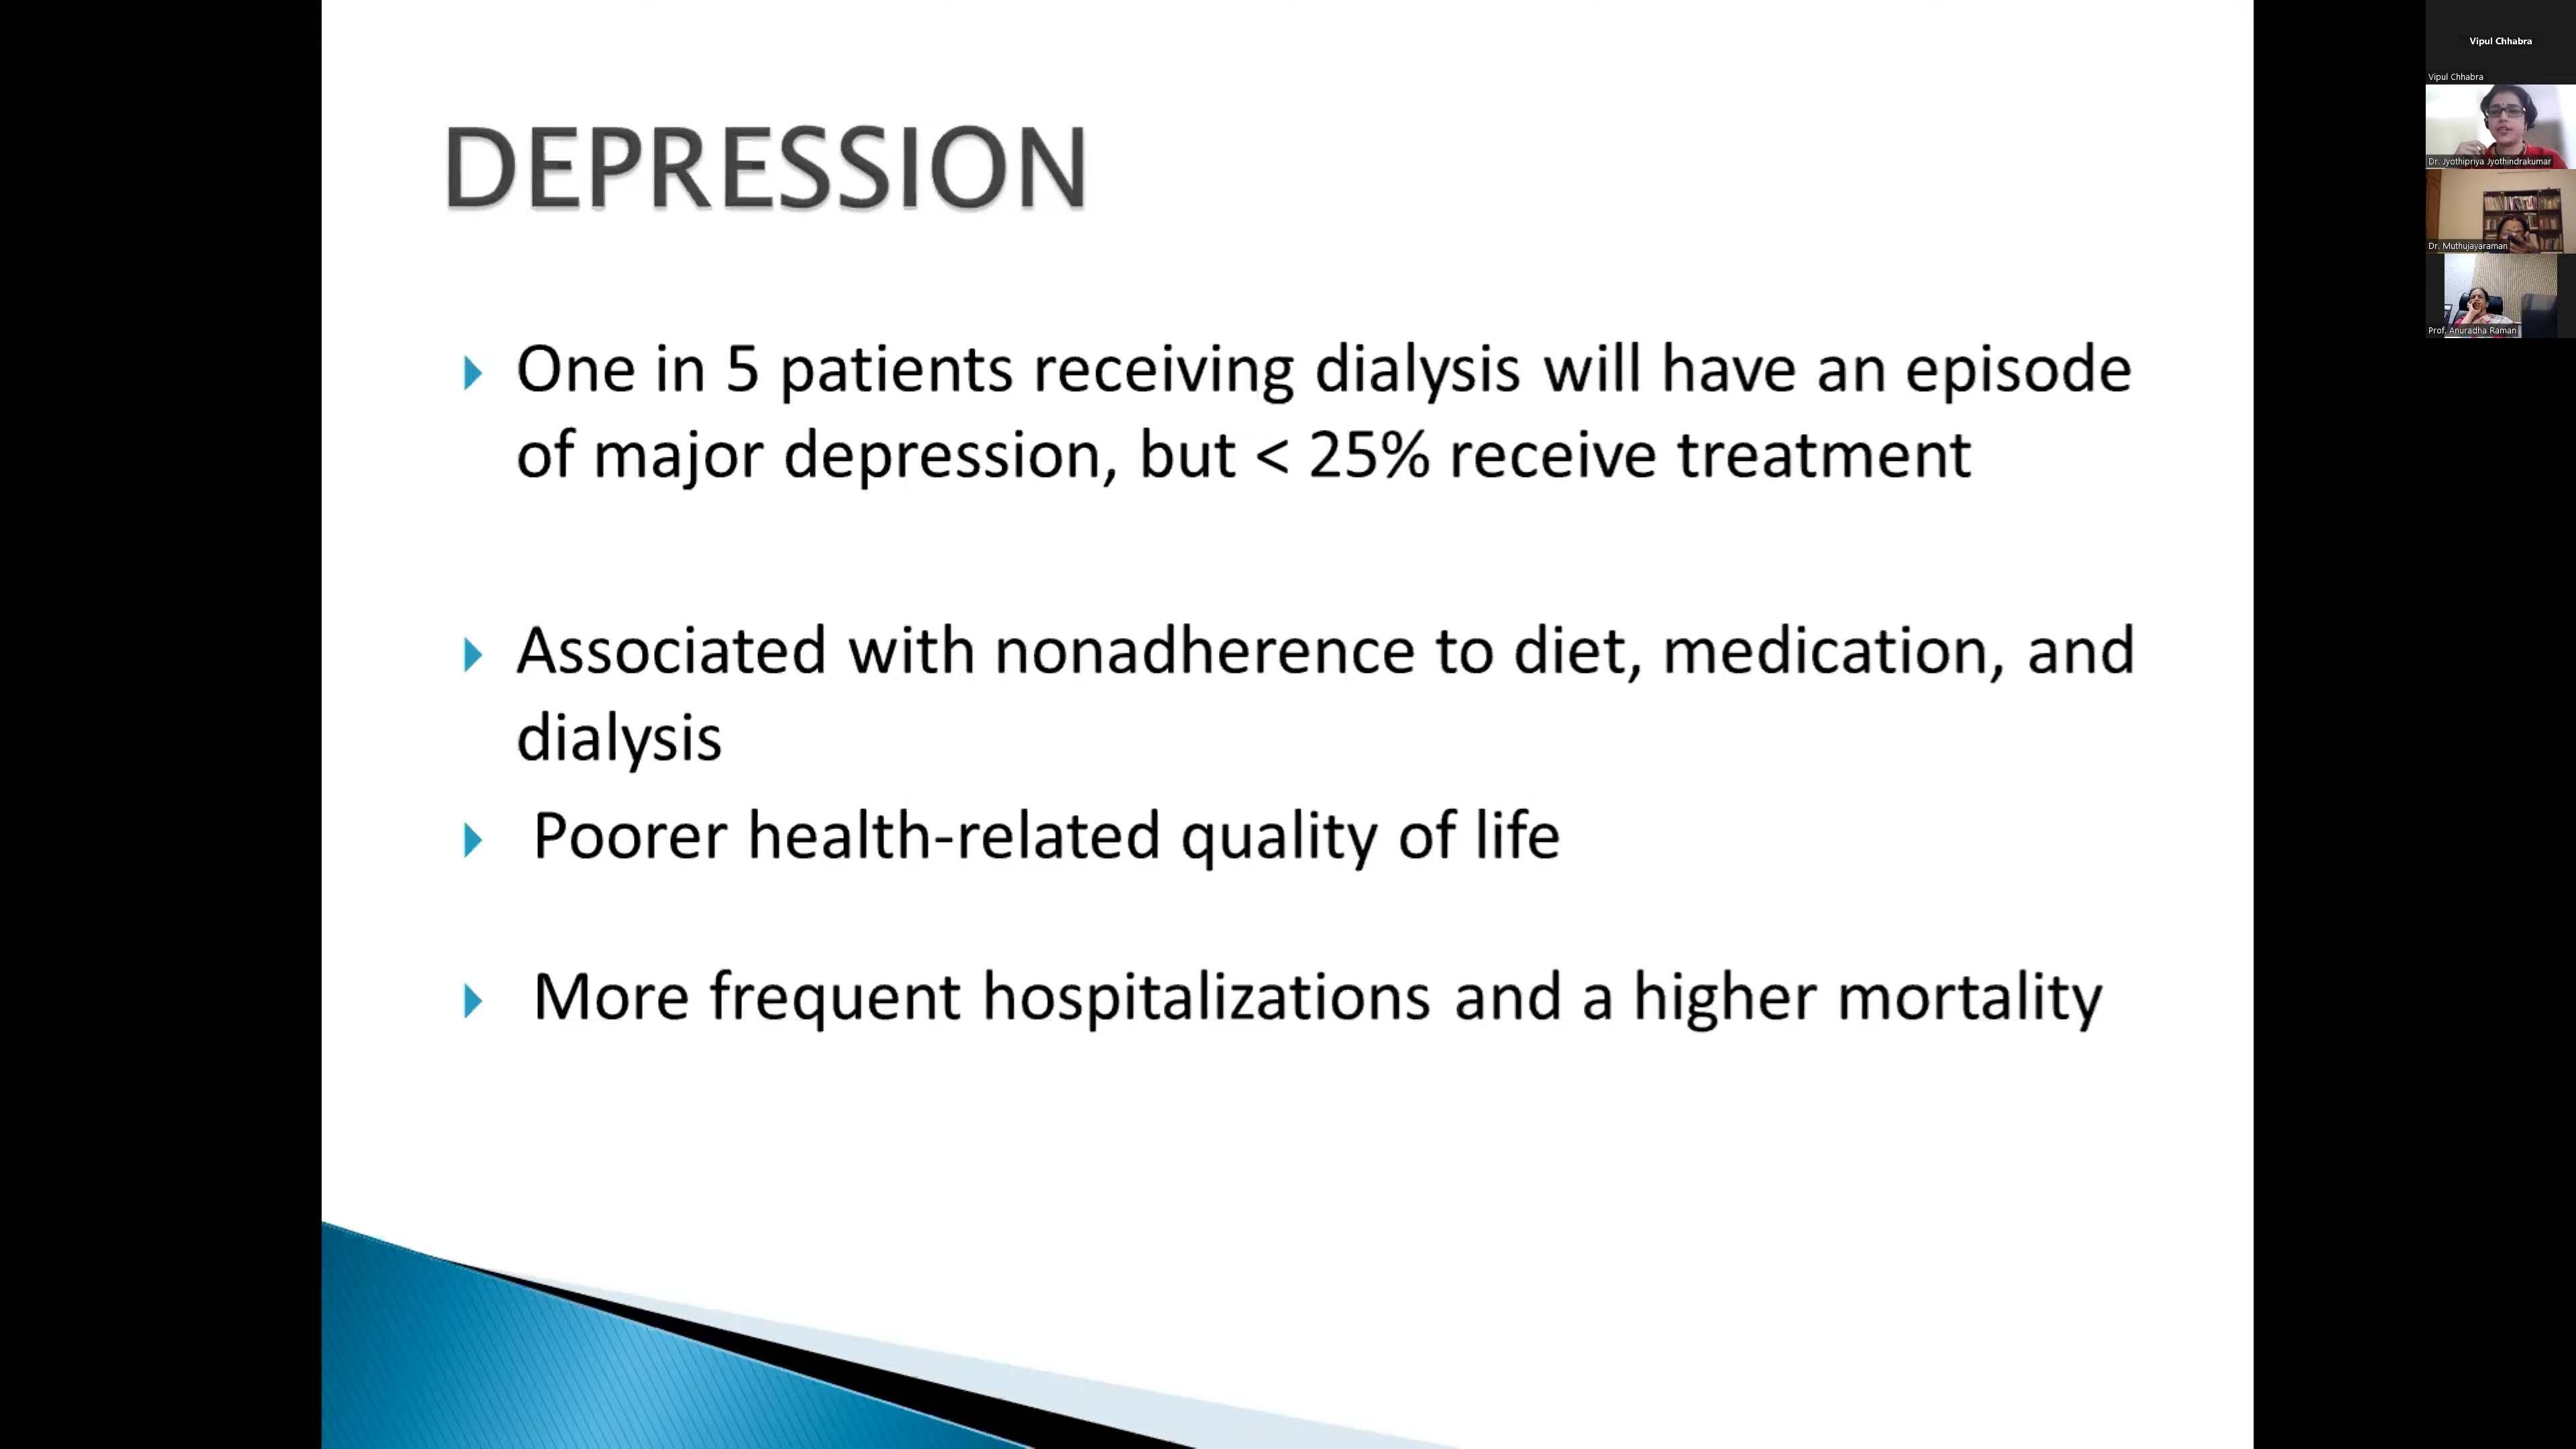 DEPRESSION
One in 5 patients receiving dialysis will have an episode
of major depression, but < 25% receive treatment
Associated with nonadherence to diet, medication, and
dialysis
Poorer health-related quality of life
More frequent hospitalizations and a higher mortality
Vipul Chhabra
Vipul Chhabra
Dr. Jyothipriya Jyothindrakumar
Dr. Muthujayaraman
Prof. Anuradha Raman